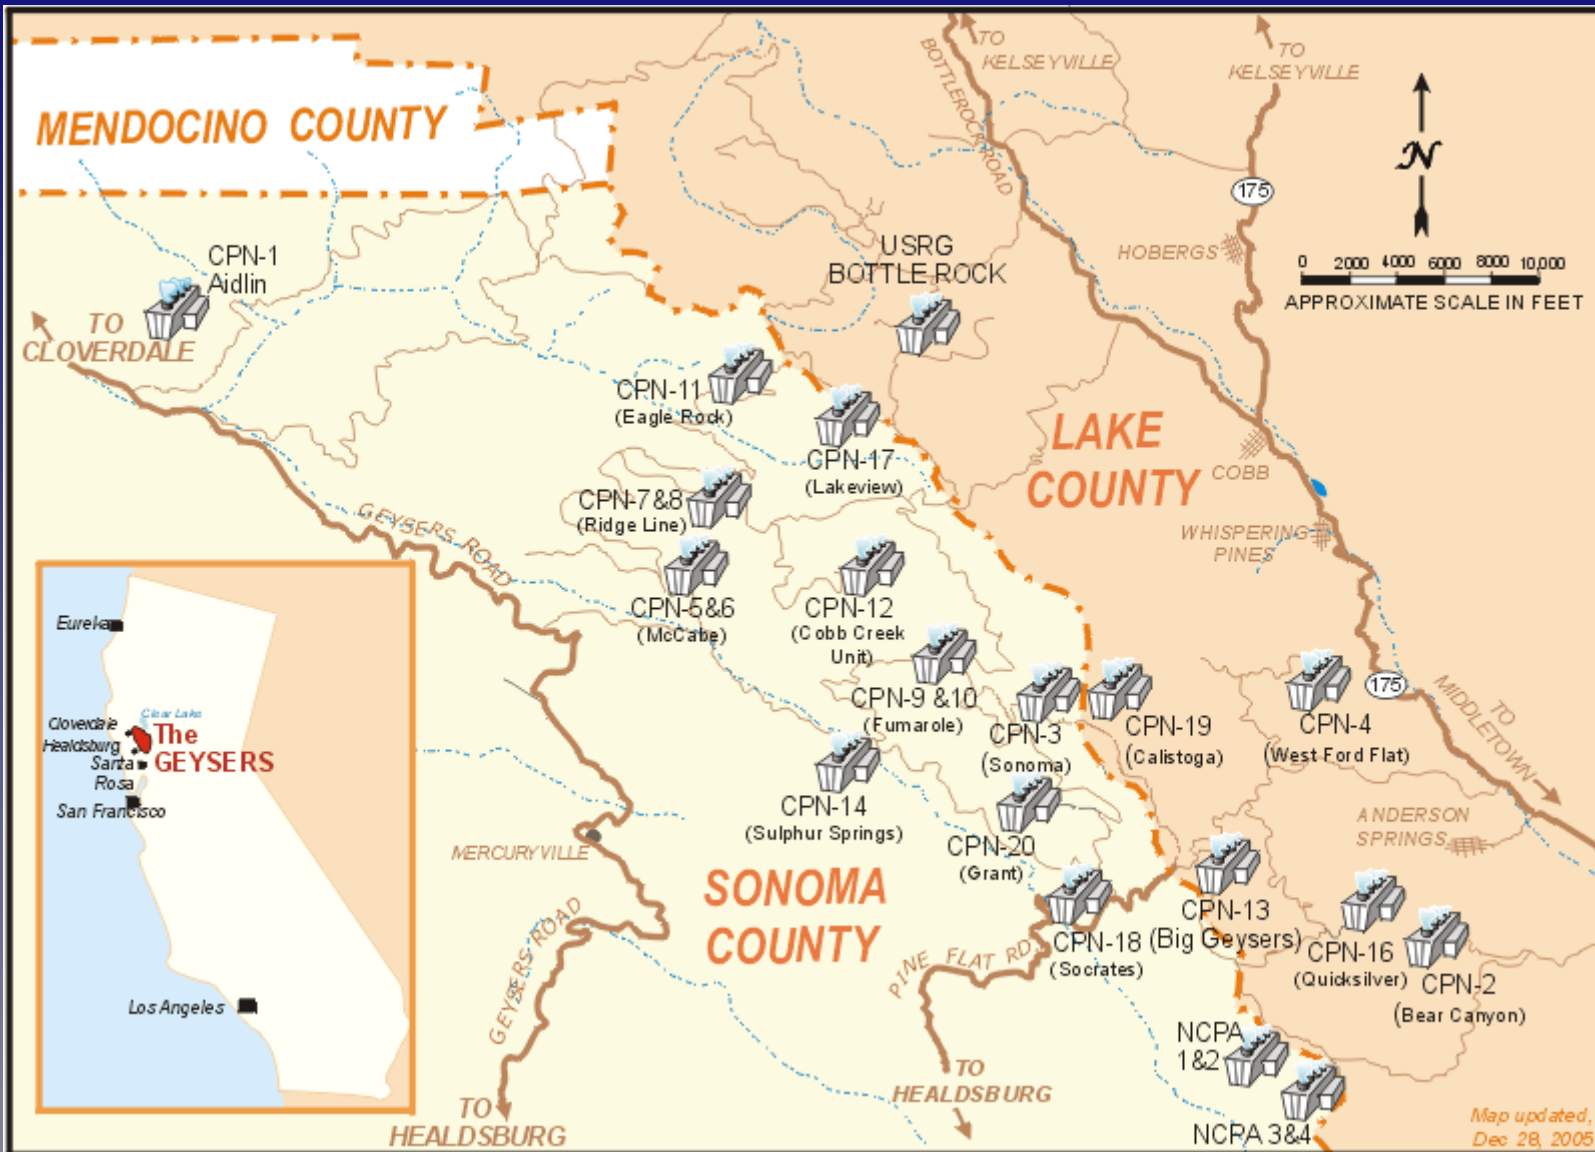 MENDOCINO COUNTY
TO
KELSEYVILLE
TO
KELSEYVILLE
BOTTLEROCK ROAD
N
175
HOBERGS
0 2000 4000 6000 8000 10,000
APPROXIMATE SCALE IN FEET
CPN-1
Aidlin
TO
CLOVERDALE
USRG
BOTTLE ROCK
CPN-11
(Eagle Rock)
CPN-17
(Lakeview)
LAKE
COUNTY
COBB
WHISPERING
PINES
CPN-7&8
(Ridge Line)
GEYSERS ROAD
CPN-5&6
(McCabe)
CPN-12
(Cobb Creek
Unit)
CPN-9 &10
(Fumarole)
CPN-3
(Sonoma)
CPN-19
(Calistoga)
CPN-4
(West Ford Flat)
175
TO
MIDDLETOWN
Eureka
Clear Lake
Cloverdale
Healdsburg
The
GEYSERS
Santa
Rosa
San Francisco
Los Angeles
CPN-14
(Sulphur Springs)
MERCURYVILLE
CPN-20
(Grant)
ANDERSON
SPRINGS
SONOMA
COUNTY
GEYSERS ROAD
PINE FLAT RD
CPN-18
(Socrates)
CPN-13
(Big Geysers)
CPN-16
(Quicksilver)
CPN-2
(Bear Canyon)
NCPA
1&2
TO
HEALDSBURG
TO
HEALDSBURG
NCPA 3&4
Map updated,
Dec 28, 2005